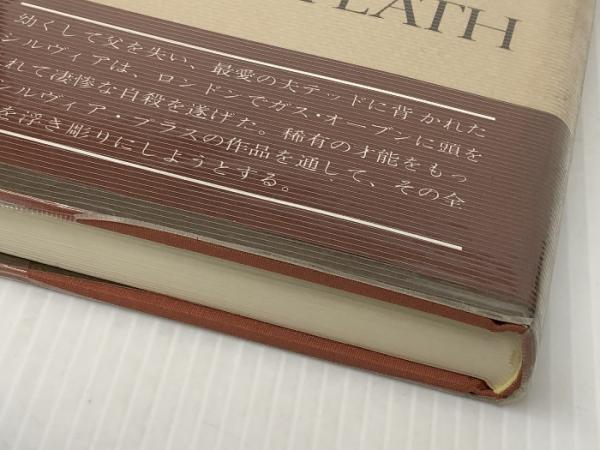 PLATH
幼くして父を失い、最愛の夫テッドに背かれた
シルヴィアは、ロンドンでガス・オーブンに頭を
れて凄惨な自殺を遂げた。稀有の才能をもっ
ルヴィア・プラスの作品を通して、その全
を浮き彫りにしようとする。